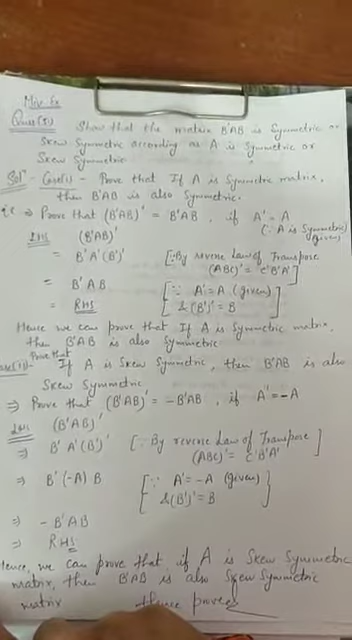 Miv. Ex
Ques(5) Show that the matrix B'AB is Symmetric or
Skew Symmetric according as A is Symmetric or
Skew Symmetric
Sol^n - Case(i) - Prove that If A is Symmetric matrix,
then B'AB is also Symmetric.
i.e ⇒ Prove that (B'AB)' = B'AB, if A' = A
(∵ A is Symmetric)
(given)
LHS (B'AB)'
= B'A'(B')' [∵ By reverse Law of Transpose
(ABC)' = C'B'A']
= B'AB [∵ A' = A (given)
& (B')' = B]
= RHS
Hence we can prove that If A is Symmetric matrix,
then B'AB is also Symmetric
Case(ii)- Prove that If A is Skew Symmetric, then B'AB is also
Skew Symmetric
⇒ Prove that (B'AB)' = -B'AB, if A' = -A
LHS (B'AB)'
⇒ B'A'(B')' [∵ By reverse Law of Transpose
(ABC)' = C'B'A']
⇒ B'(-A)B [∵ A' = -A (given)
& (B')' = B]
⇒ -B'AB
⇒ RHS
Hence, we can prove that, if A is Skew Symmetric
matrix, then B'AB is also Skew Symmetric
matrix Hence proved